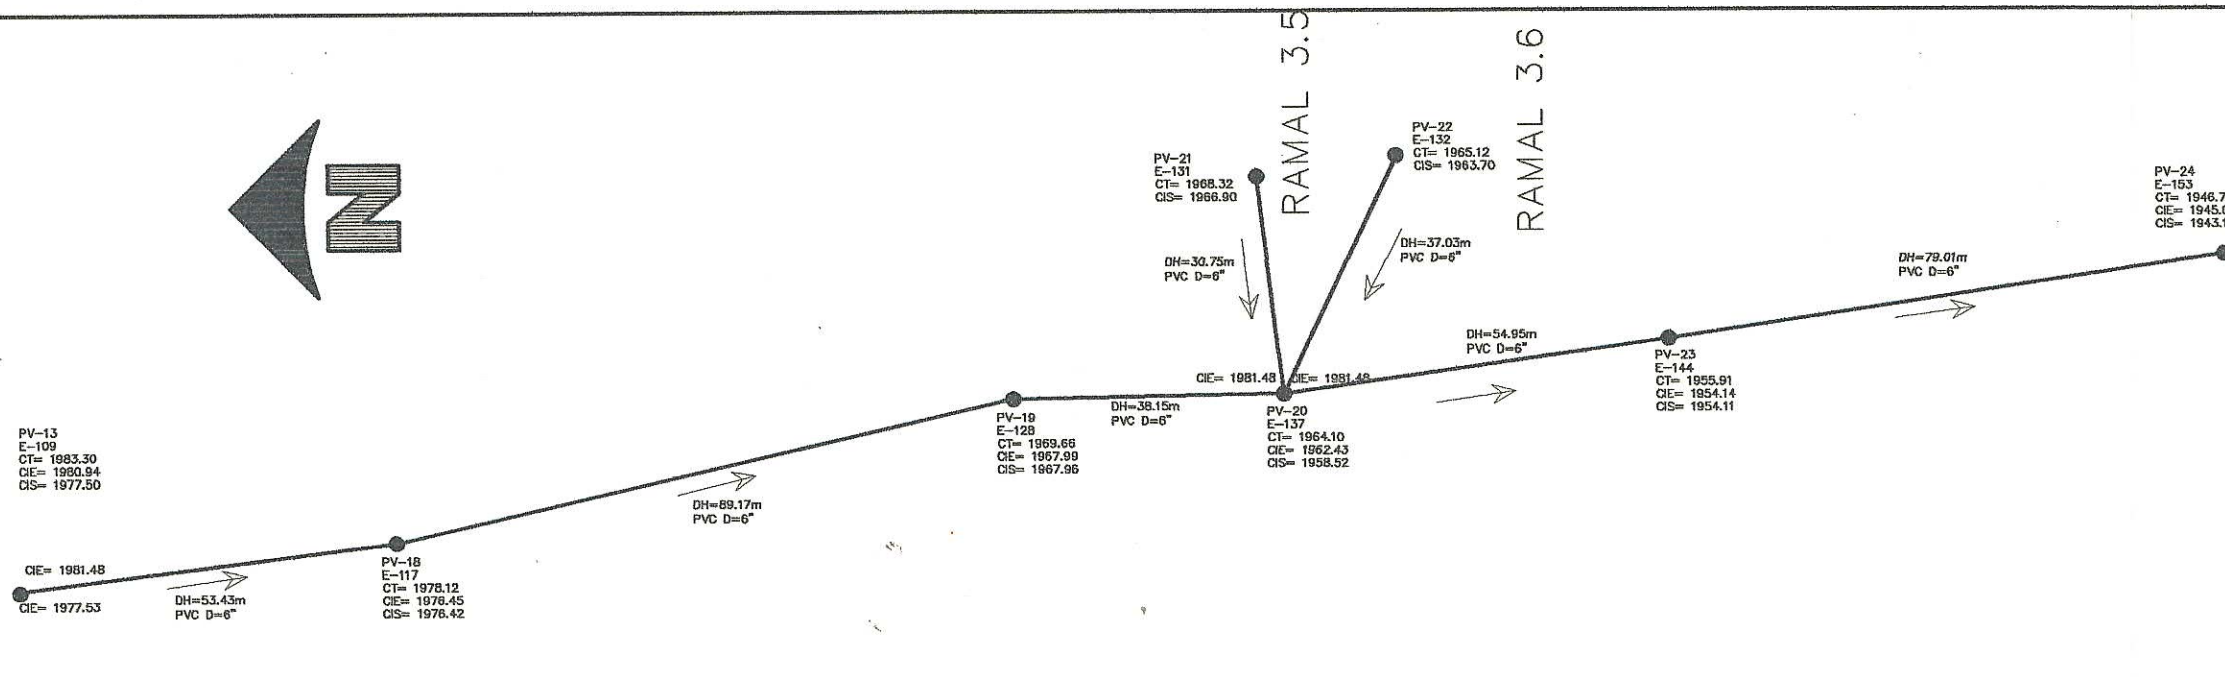 RAMAL 3.5
RAMAL 3.6
N
PV-22
E-132
CT= 1965.12
CIS= 1963.70
PV-21
E-131
CT= 1968.32
CIS= 1966.90
PV-24
E-153
CT= 1946.7
CIE= 1945.
CIS= 1943.
DH=37.03m
PVC D=6"
DH=30.75m
PVC D=6"
DH=79.01m
PVC D=6"
DH=54.95m
PVC D=6"
PV-23
E-144
CT= 1955.91
CIE= 1954.14
CIS= 1954.11
CIE= 1981.48
CIE= 1981.48
DH=38.15m
PVC D=6"
PV-19
E-128
CT= 1969.66
CIE= 1967.99
CIS= 1967.96
PV-20
E-137
CT= 1964.10
CIE= 1962.43
CIS= 1958.52
PV-13
E-109
CT= 1983.30
CIE= 1980.94
CIS= 1977.50
DH=89.17m
PVC D=6"
CIE= 1981.48
CIE= 1977.53
DH=53.43m
PVC D=6"
PV-18
E-117
CT= 1978.12
CIE= 1976.45
CIS= 1976.42